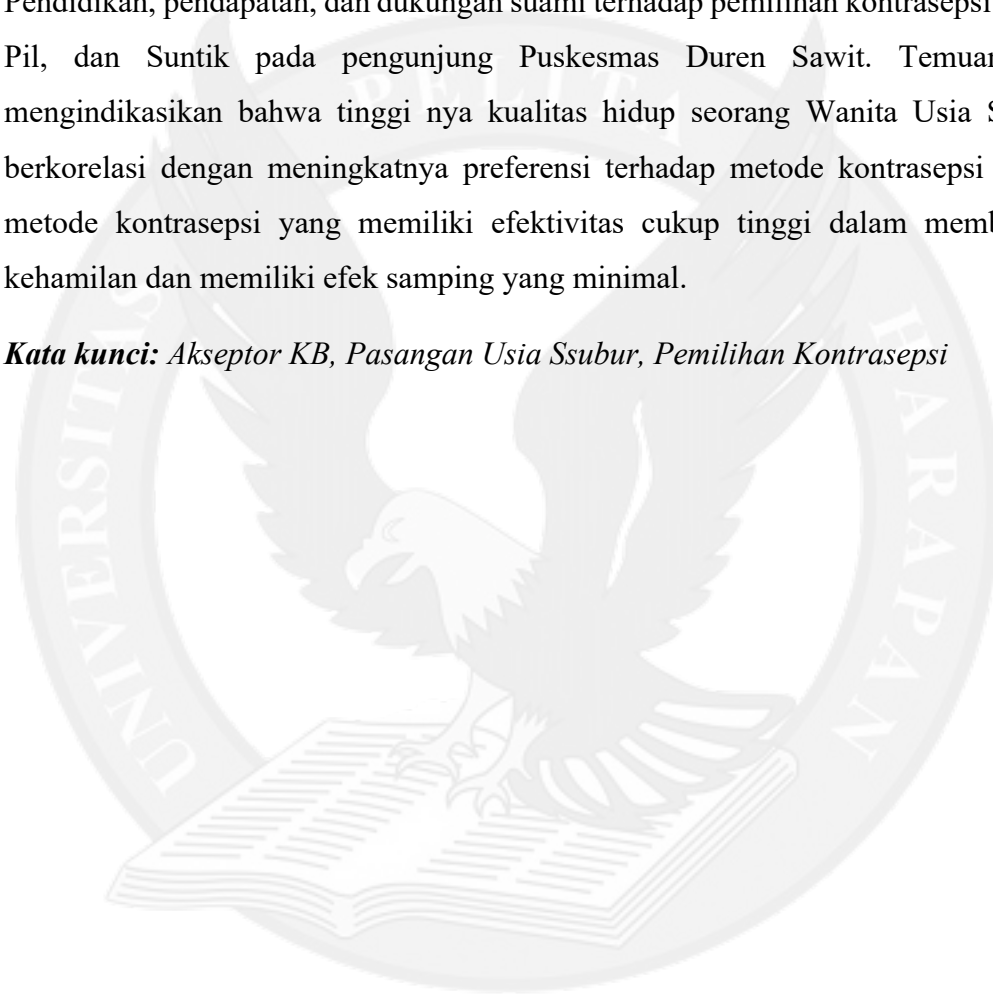 Pendidikan, pendapatan, dan dukungan suami terhadap pemilihan kontrasepsi
Pil, dan Suntik pada pengunjung Puskesmas Duren Sawit. Temuan
mengindikasikan bahwa tinggi nya kualitas hidup seorang Wanita Usia S
berkorelasi dengan meningkatnya preferensi terhadap metode kontrasepsi
metode kontrasepsi yang memiliki efektivitas cukup tinggi dalam memb
kehamilan dan memiliki efek samping yang minimal.
Kata kunci: Akseptor KB, Pasangan Usia Ssubur, Pemilihan Kontrasepsi
UNIVERSITAS PELITA HARAPAN